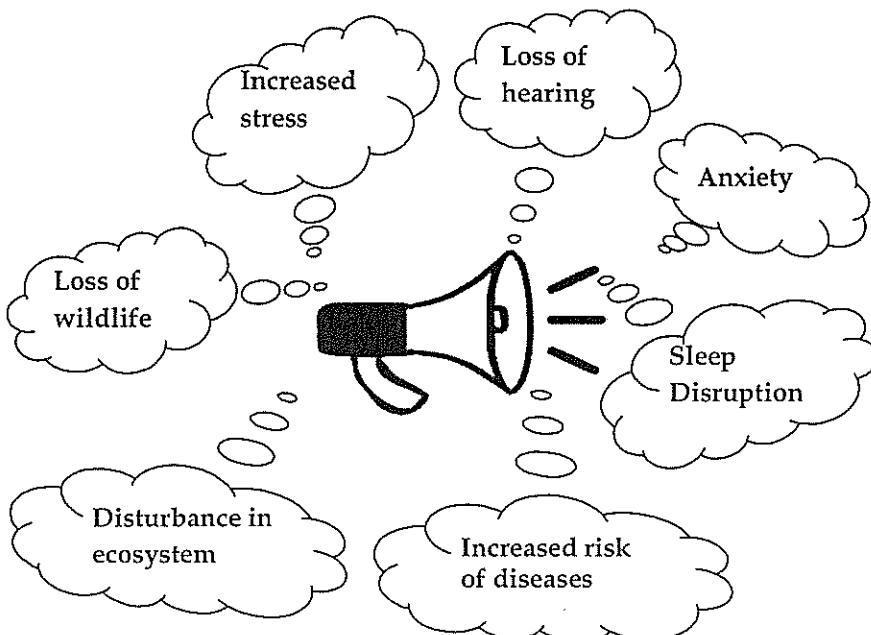 Increased
stress
Loss of
hearing
Anxiety
Loss of
wildlife
Sleep
Disruption
Disturbance in
ecosystem
Increased risk
of diseases